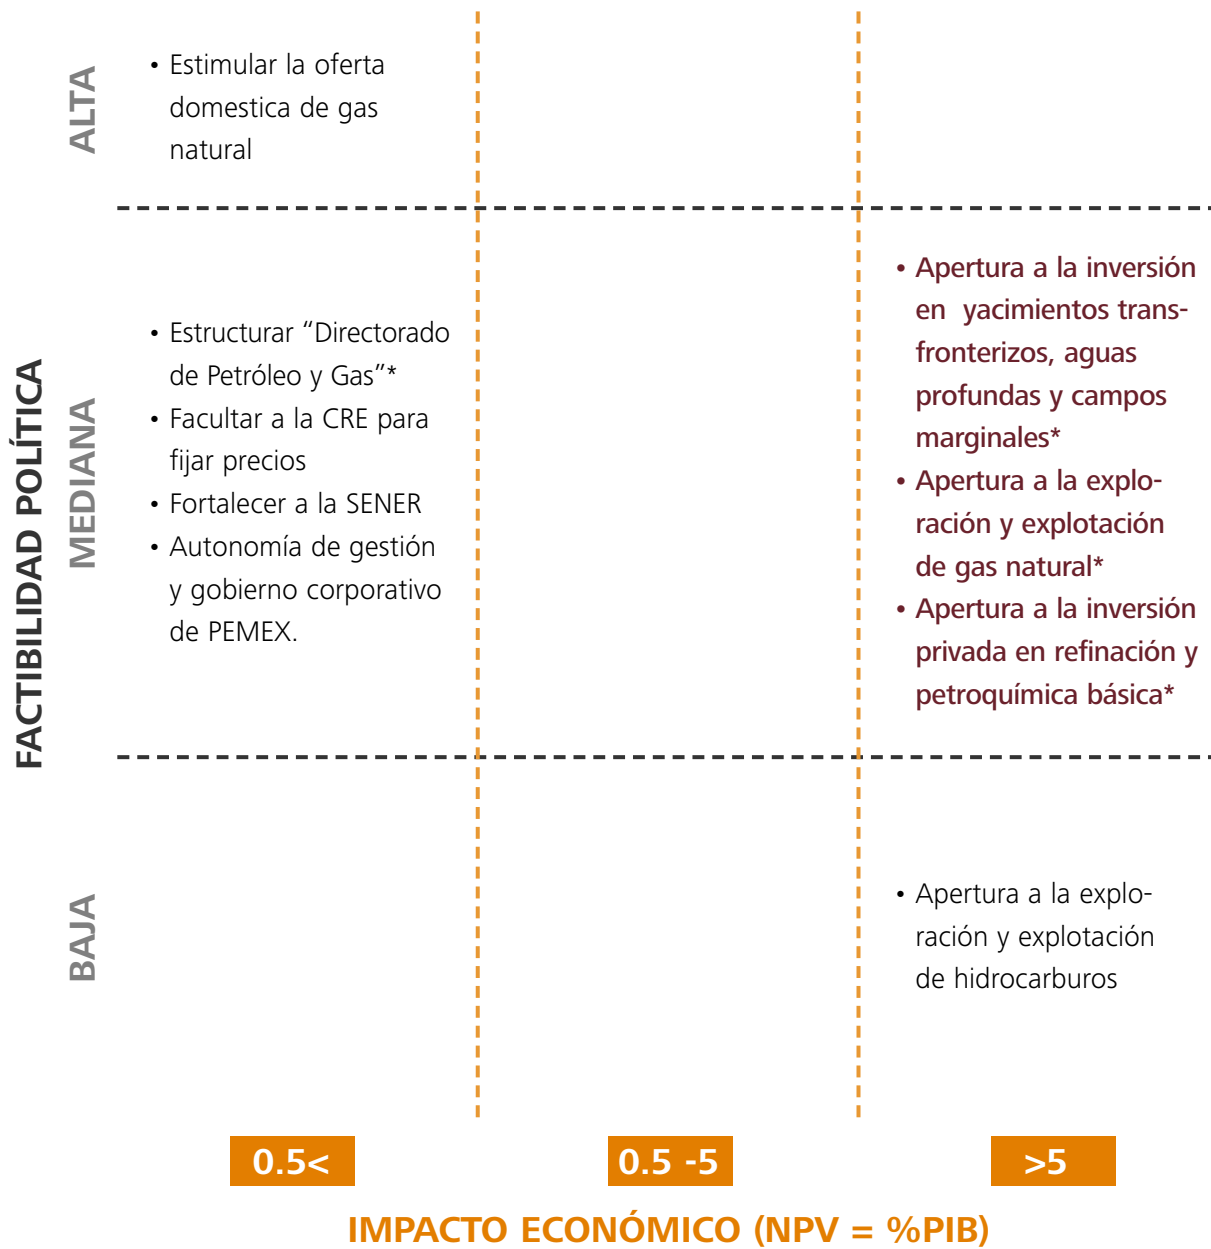 FACTIBILIDAD POLÍTICA
ALTA
• Estimular la oferta
domestica de gas
natural
MEDIANA
• Estructurar “Directorado
de Petróleo y Gas”*
• Facultar a la CRE para
fijar precios
• Fortalecer a la SENER
• Autonomía de gestión
y gobierno corporativo
de PEMEX.
• Apertura a la inversión
en yacimientos trans-
fronterizos, aguas
profundas y campos
marginales*
• Apertura a la explo-
ración y explotación
de gas natural*
• Apertura a la inversión
privada en refinación y
petroquímica básica*
BAJA
• Apertura a la explo-
ración y explotación
de hidrocarburos
0.5<
0.5 -5
>5
IMPACTO ECONÓMICO (NPV = %PIB)